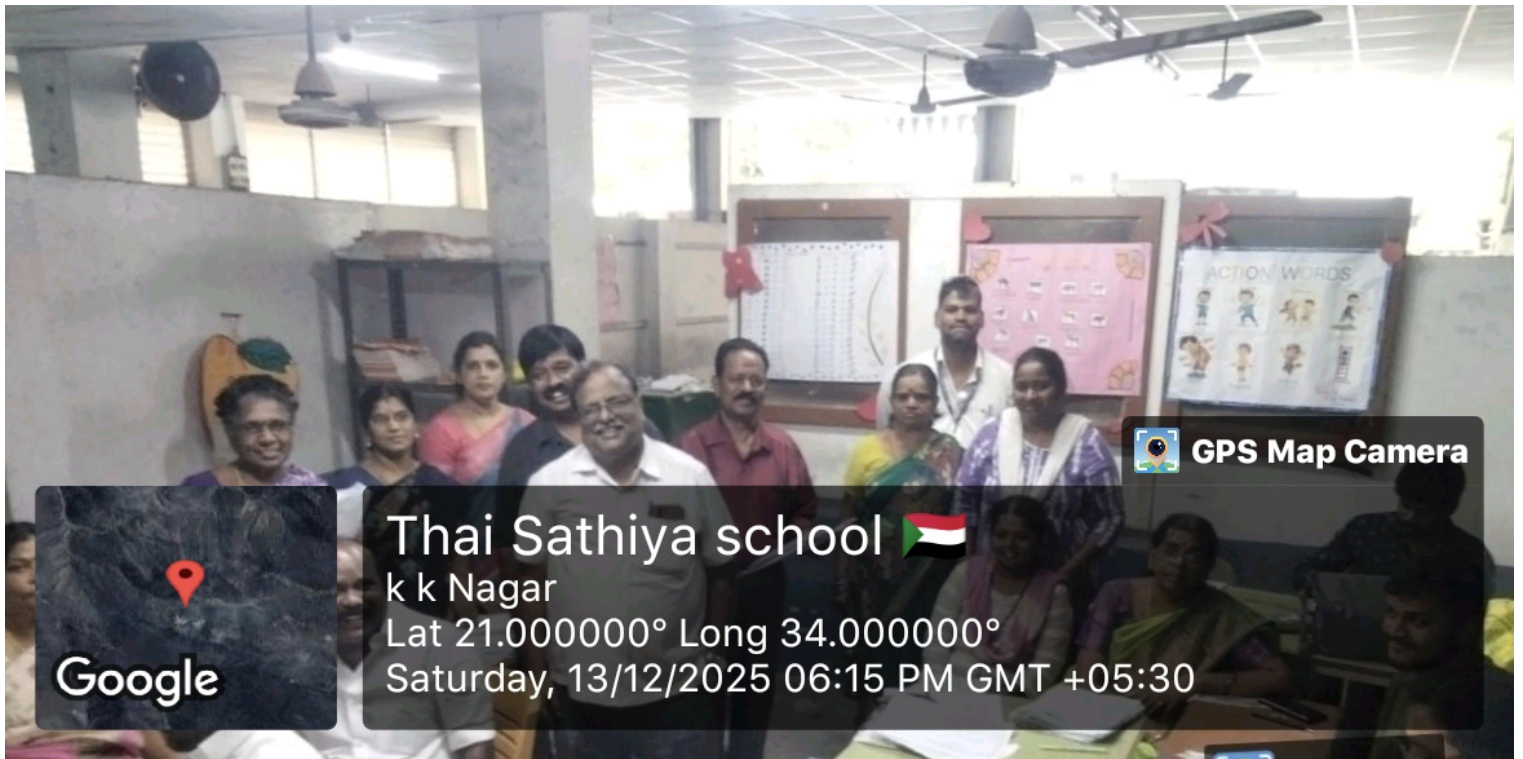 ACTION WORDS
GPS Map Camera
Thai Sathiya school 🇸🇩
k k Nagar
Lat 21.000000° Long 34.000000°
Saturday, 13/12/2025 06:15 PM GMT +05:30
Google